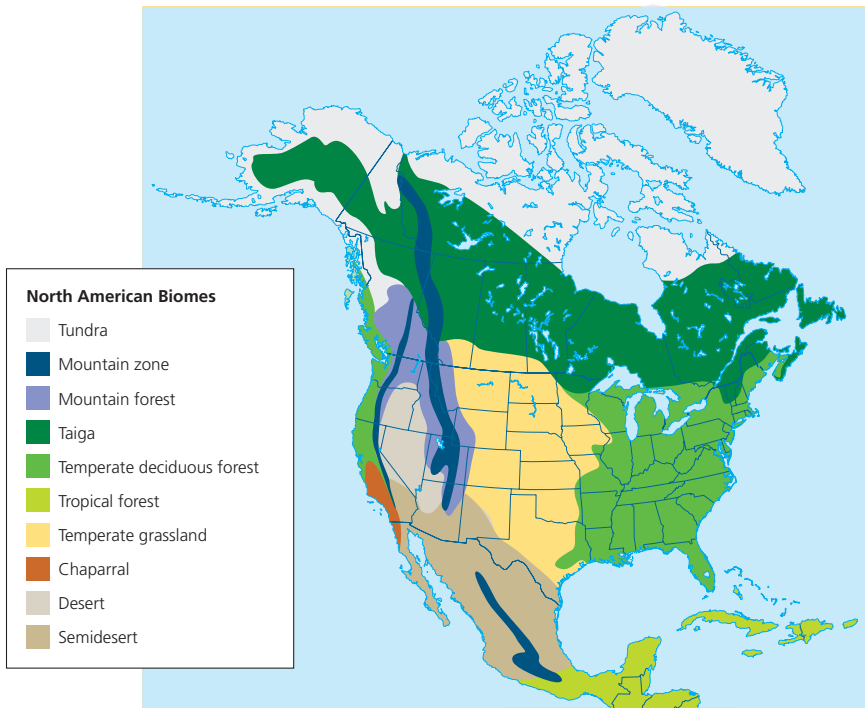 North American Biomes
Tundra
Mountain zone
Mountain forest
Taiga
Temperate deciduous forest
Tropical forest
Temperate grassland
Chaparral
Desert
Semidesert